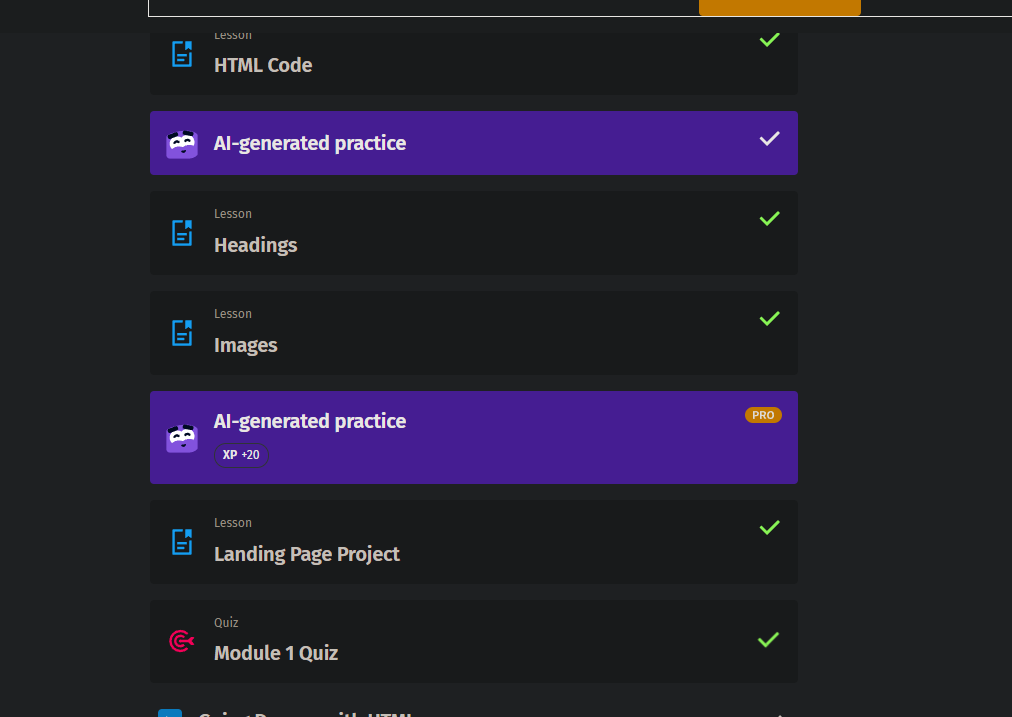 Lesson
HTML Code
AI-generated practice
Lesson
Headings
Lesson
Images
AI-generated practice
PRO
XP +20
Lesson
Landing Page Project
Lesson
Quiz
Module 1 Quiz